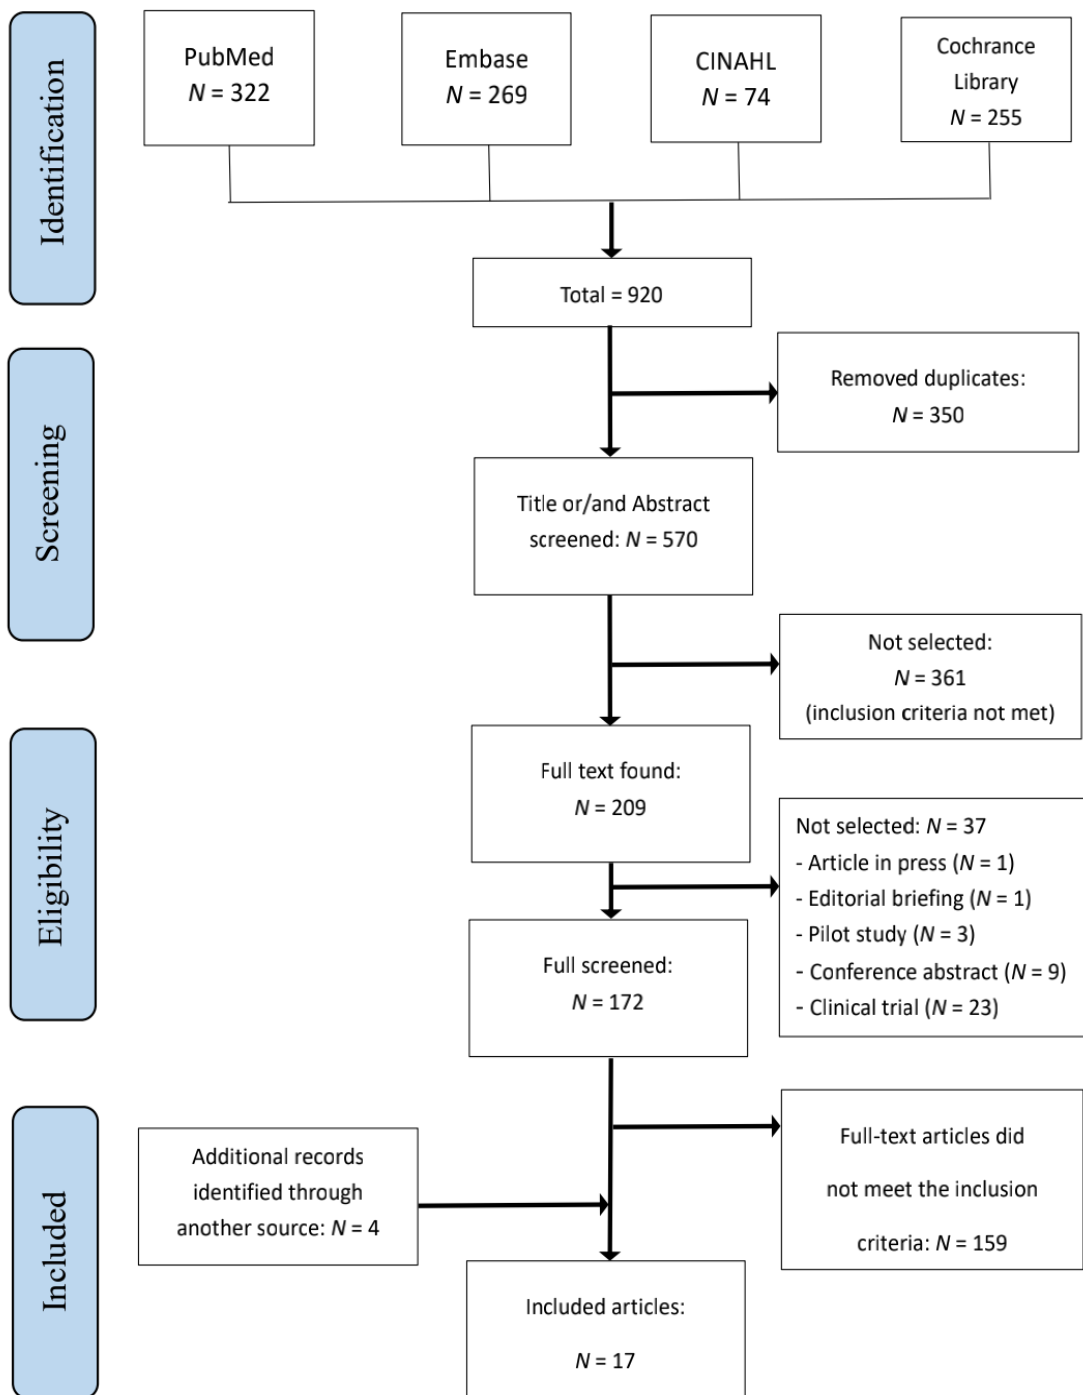 Identification
PubMed
N = 322
Embase
N = 269
CINAHL
N = 74
Cochrance
Library
N = 255
Total = 920
Screening
Removed duplicates:
N = 350
Title or/and Abstract
screened: N = 570
Not selected:
N = 361
(inclusion criteria not met)
Eligibility
Full text found:
N = 209
Not selected: N = 37
- Article in press (N = 1)
- Editorial briefing (N = 1)
- Pilot study (N = 3)
- Conference abstract (N = 9)
- Clinical trial (N = 23)
Full screened:
N = 172
Included
Additional records
identified through
another source: N = 4
Full-text articles did
not meet the inclusion
criteria: N = 159
Included articles:
N = 17